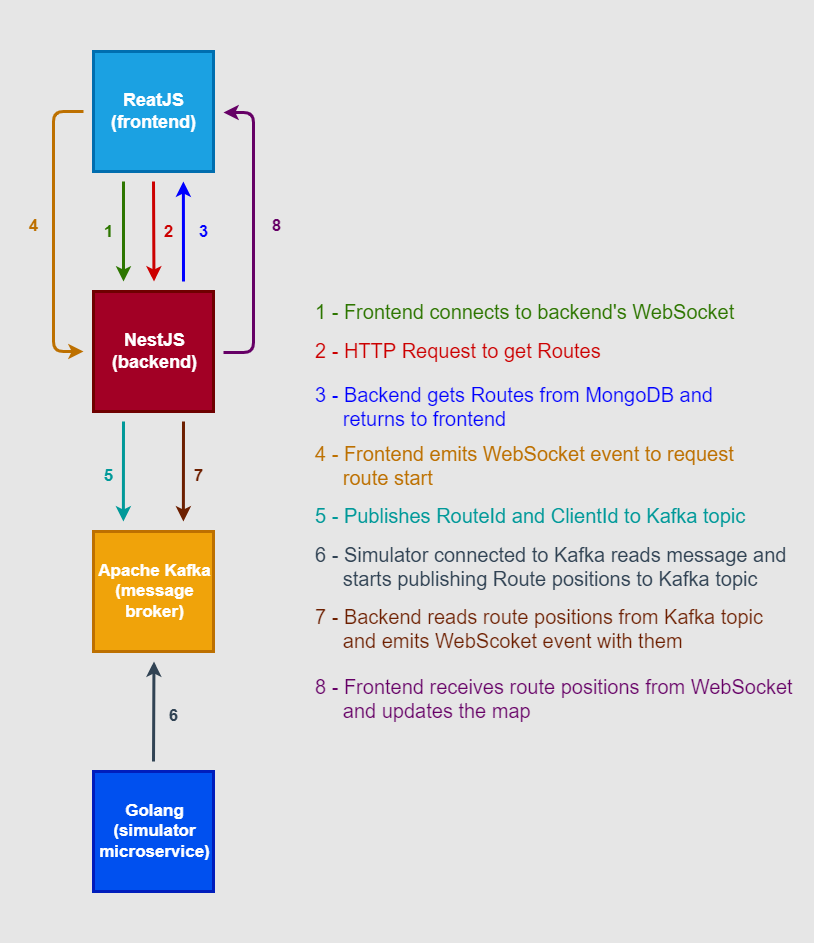 ReatJS
(frontend)
4
1
2
3
8
NestJS
(backend)
5
7
Apache Kafka
(message
broker)
6
Golang
(simulator
microservice)
1 - Frontend connects to backend's WebSocket
2 - HTTP Request to get Routes
3 - Backend gets Routes from MongoDB and
returns to frontend
4 - Frontend emits WebSocket event to request
route start
5 - Publishes RouteId and ClientId to Kafka topic
6 - Simulator connected to Kafka reads message and
starts publishing Route positions to Kafka topic
7 - Backend reads route positions from Kafka topic
and emits WebScoket event with them
8 - Frontend receives route positions from WebSocket
and updates the map